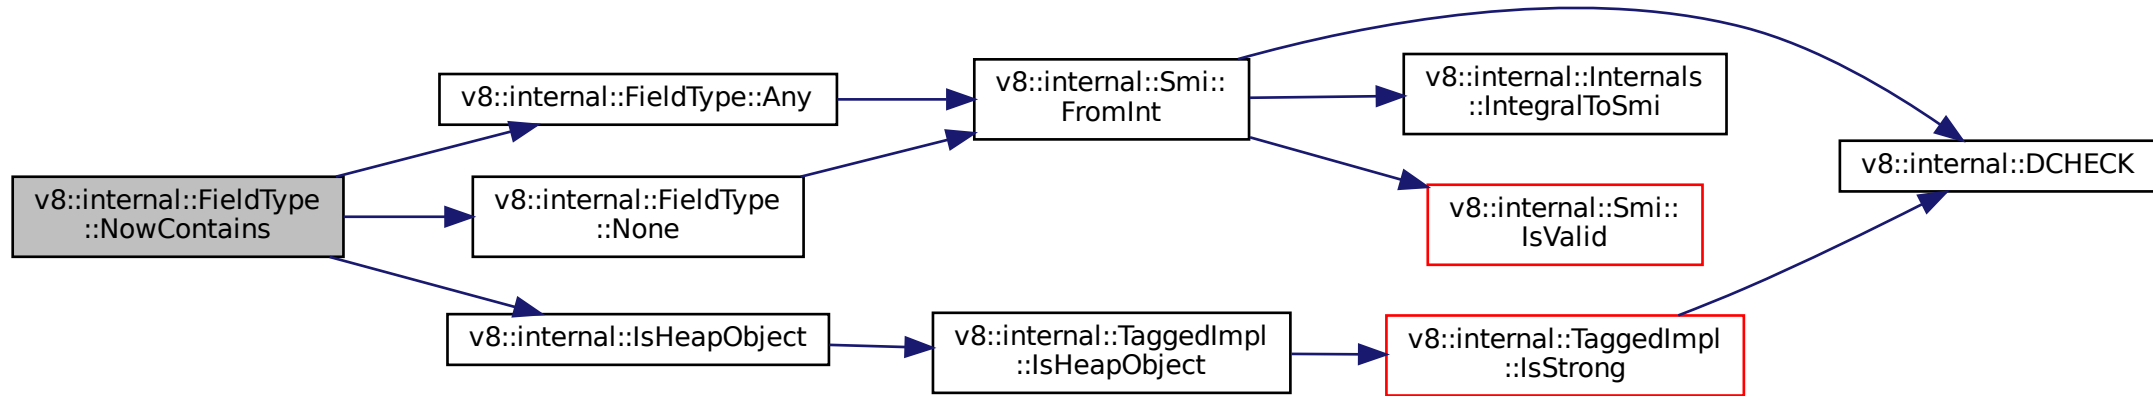 v8::internal::FieldType
::NowContains
v8::internal::FieldType::Any
v8::internal::FieldType
::None
v8::internal::IsHeapObject
v8::internal::Smi::
FromInt
v8::internal::TaggedImpl
::IsHeapObject
v8::internal::Internals
::IntegralToSmi
v8::internal::Smi::
IsValid
v8::internal::TaggedImpl
::IsStrong
v8::internal::DCHECK